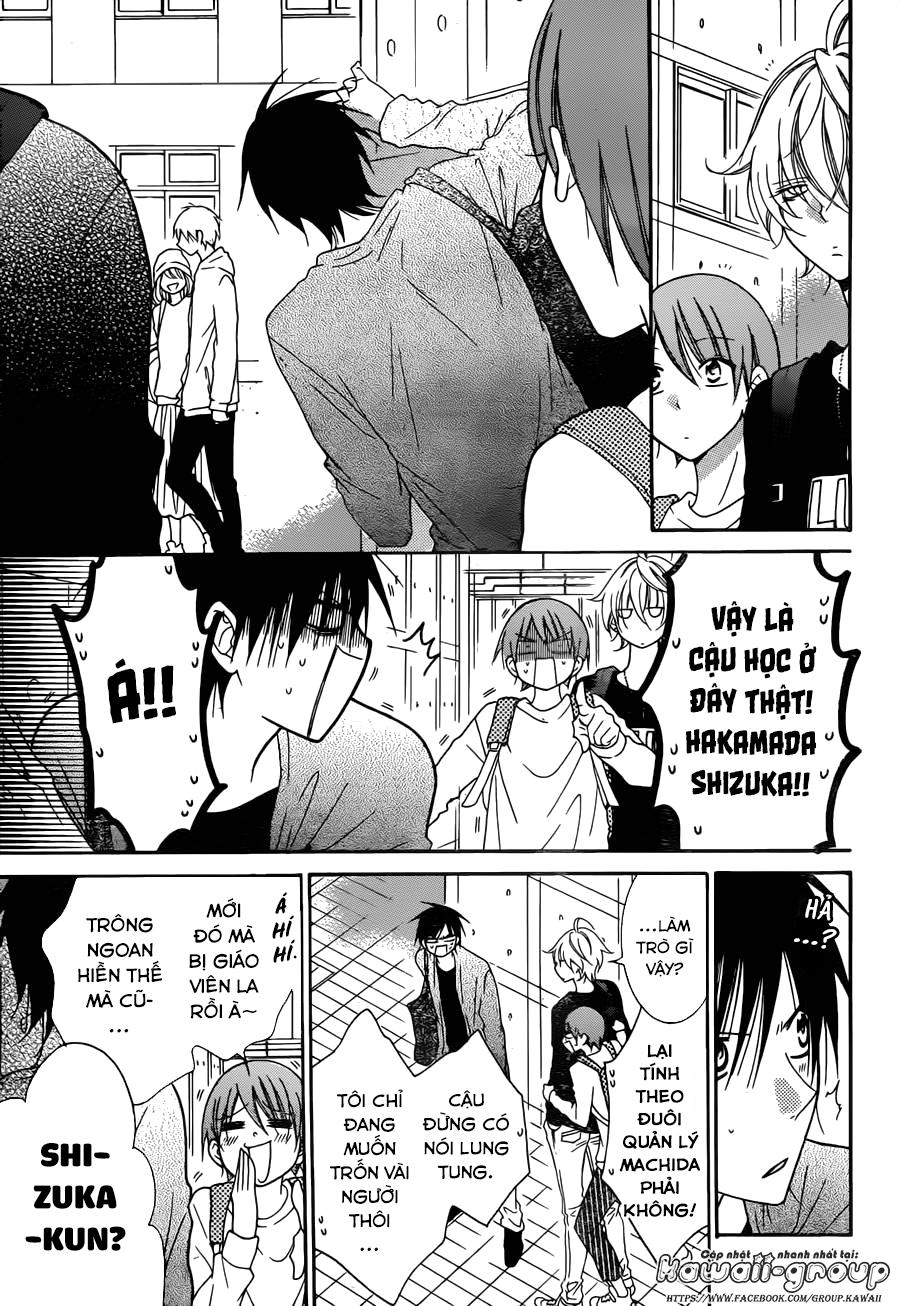 VẬY LÀ
CẬU HỌC Ở
ĐÂY THẬT!
HAKAMADA
SHIZUKA!!
Á!!
HẢ
....?
...LÀM
TRÒ GÌ
VẬY?
LẠI
TÍNH
THEO
ĐUÔI
QUẢN LÝ
MACHIDA
PHẢI
KHÔNG!
CẬU
ĐỪNG CÓ
NÓI LUNG
TUNG.
TÔI CHỈ
ĐANG
MUỐN
TRỐN VÀI
NGƯỜI
THÔI
...
Á
HÍ
HÍ.
MỚI
ĐÓ MÀ
BỊ GIÁO
VIÊN LA
RỒI À~
TRÔNG
NGOAN
HIỀN THẾ
MÀ CŨ-
...
SHI-
ZUKA
-KUN?
Cập nhật nhanh nhất tại:
Kawaii-group
HTTPS://WWW.FACEBOOK.COM/GROUP.KAWAII